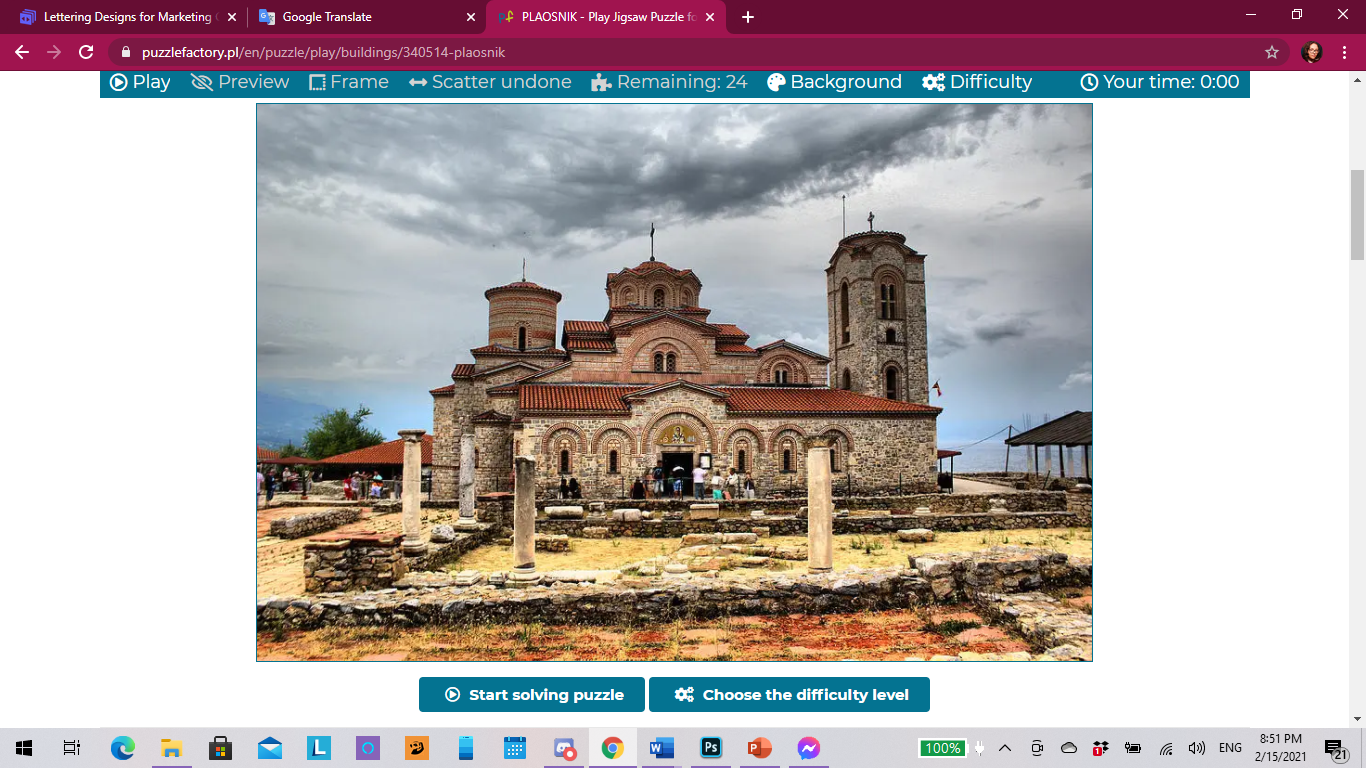 Lettering Designs for Marketing
Google Translate
PLAOSNIK - Play Jigsaw Puzzle fo
puzzlefactory.pl/en/puzzle/play/buildings/340514-plaosnik
Play Preview Frame Scatter undone Remaining: 24 Background Difficulty Your time: 0:00
Start solving puzzle Choose the difficulty level
100% ENG
8:51 PM
2/15/2021
21